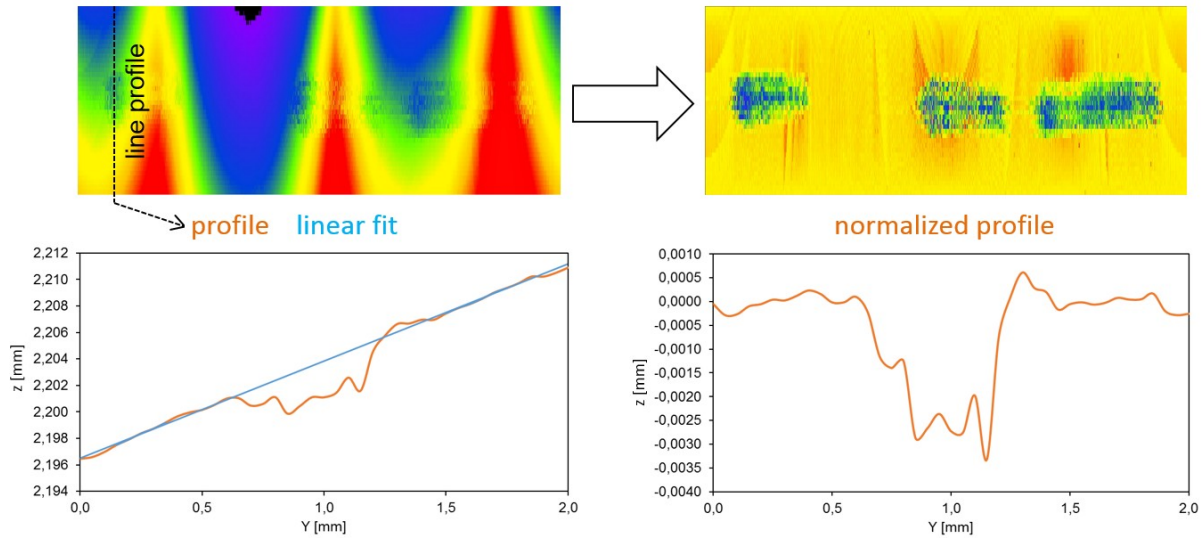 line profile
profile linear fit
normalized profile
2,212
2,210
2,208
2,206
2,204
2,202
2,200
2,198
2,196
2,194
z [mm]
0,0 0,5 1,0 1,5 2,0
Y [mm]
0,0010
0,0005
0,0000
-0,0005
-0,0010
-0,0015
-0,0020
-0,0025
-0,0030
-0,0035
-0,0040
z [mm]
0,0 0,5 1,0 1,5 2,0
Y [mm]